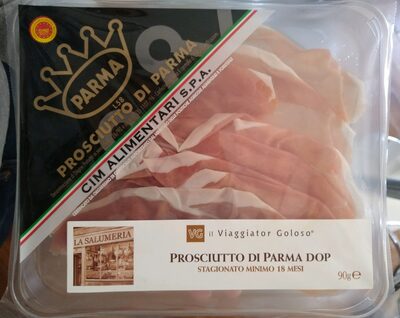 PARMA
L58
PROSCIUTTO DI PARMA
CIM ALIMENTARI S.P.A.
LA SALUMERIA
VG il Viaggiator Goloso®
PROSCIUTTO DI PARMA DOP
STAGIONATO MINIMO 18 MESI
90g ℮